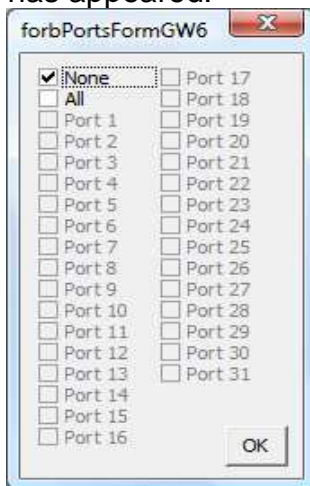 has appeared.
forbPortsFormGW6
None
All
Port 1
Port 2
Port 3
Port 4
Port 5
Port 6
Port 7
Port 8
Port 9
Port 10
Port 11
Port 12
Port 13
Port 14
Port 15
Port 16
Port 17
Port 18
Port 19
Port 20
Port 21
Port 22
Port 23
Port 24
Port 25
Port 26
Port 27
Port 28
Port 29
Port 30
Port 31
OK